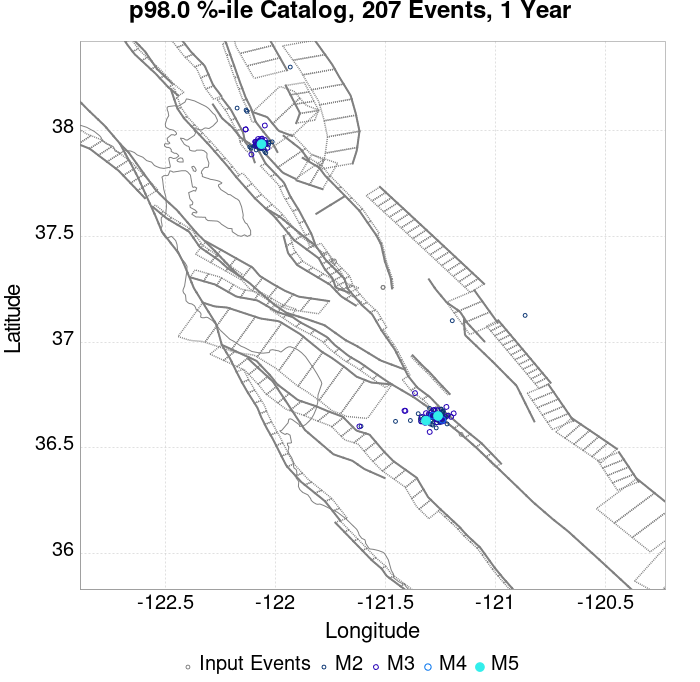 p98.0 %-ile Catalog, 207 Events, 1 Year
38
37.5
37
36.5
36
Latitude
-122.5 -122 -121.5 -121 -120.5
Longitude
Input Events M2 M3 M4 M5